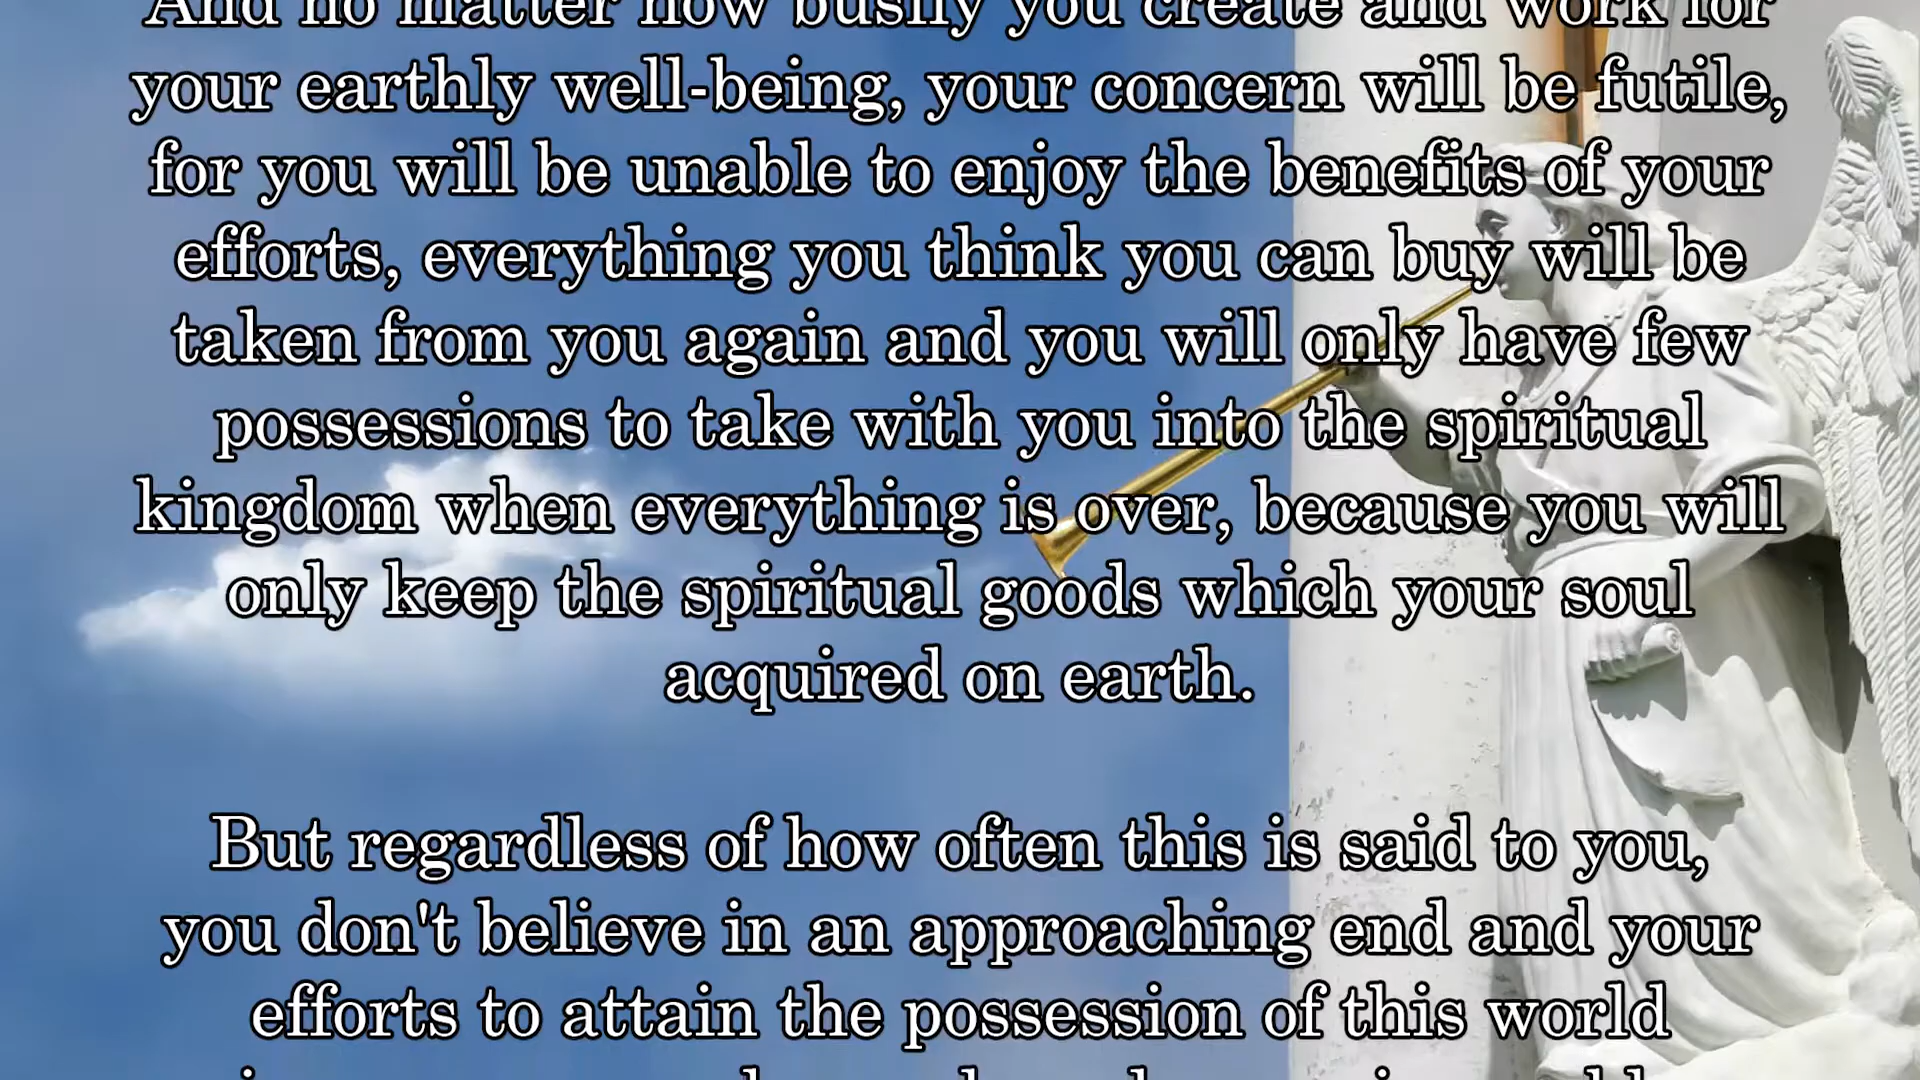 And no matter how busily you create and work for
your earthly well-being, your concern will be futile,
for you will be unable to enjoy the benefits of your
efforts, everything you think you can buy will be
taken from you again and you will only have few
possessions to take with you into the spiritual
kingdom when everything is over, because you will
only keep the spiritual goods which your soul
acquired on earth.
But regardless of how often this is said to you,
you don't believe in an approaching end and your
efforts to attain the possession of this world